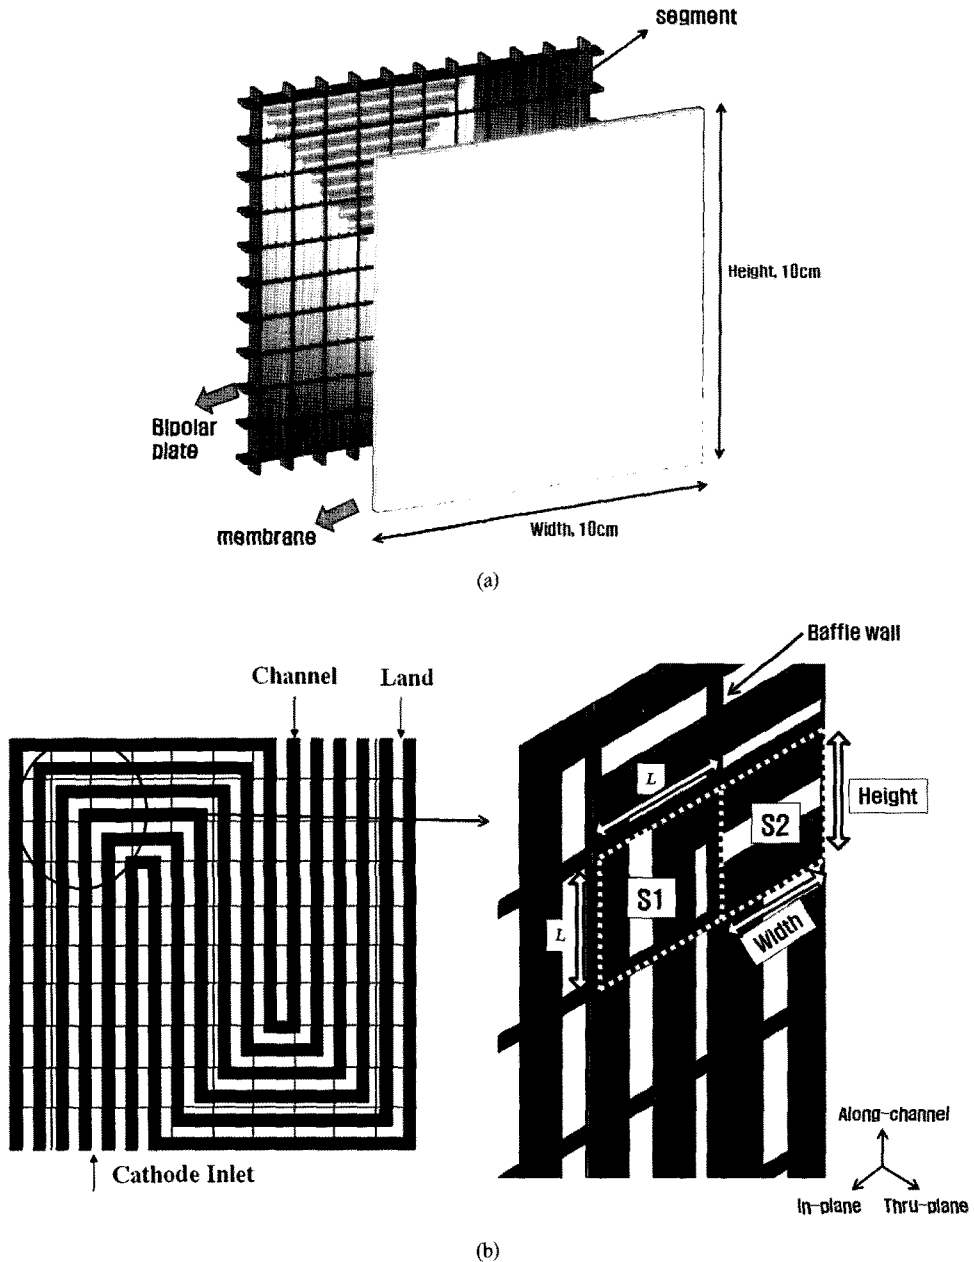 segment
Height, 10cm
Bipolar
plate
membrane
Width, 10cm
(a)
Baffle wall
Channel
Land
L
Height
S2
S1
L
Width
Cathode Inlet
Along-channel
In-plane
Thru-plane
(b)